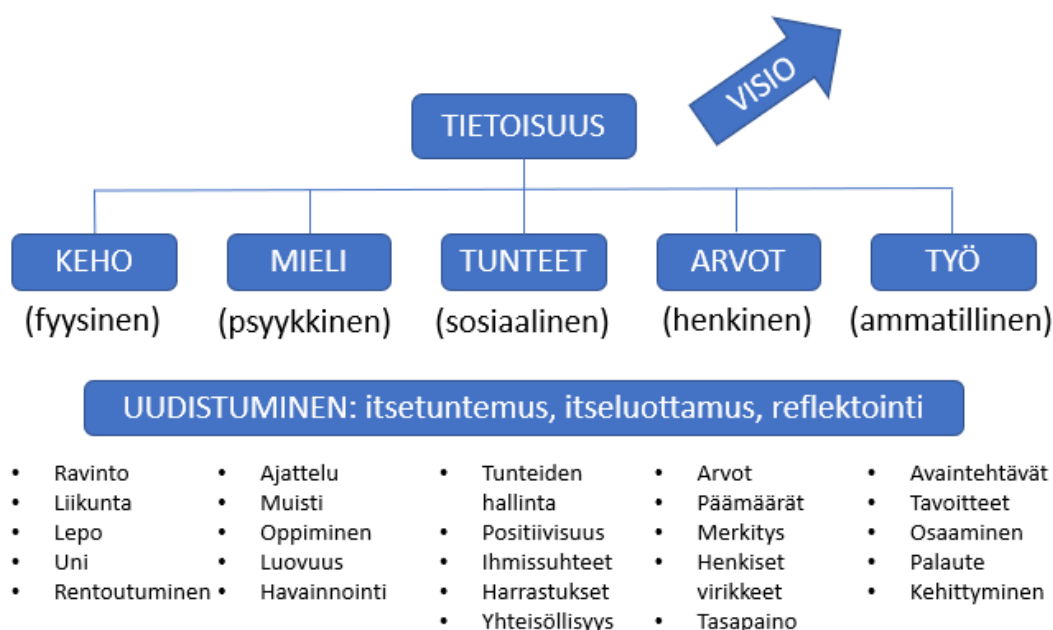 VISIO
TIETOISUUS
KEHO
MIELI
TUNTEET
ARVOT
TYÖ
(fyysinen)
(psyykkinen)
(sosiaalinen)
(henkinen)
(ammatillinen)
UUDISTUMINEN: itsetuntemus, itseluottamus, reflektointi
• Ravinto
• Liikunta
• Lepo
• Uni
• Rentoutuminen
• Ajattelu
• Muisti
• Oppiminen
• Luovuus
• Havainnointi
• Tunteiden
hallinta
• Positiivisuus
• Ihmissuhteet
• Harrastukset
• Yhteisöllisyys
• Arvot
• Päämäärät
• Merkitys
• Henkiset
virikkeet
• Tasapaino
• Avaintehtävät
• Tavoitteet
• Osaaminen
• Palaute
• Kehittyminen